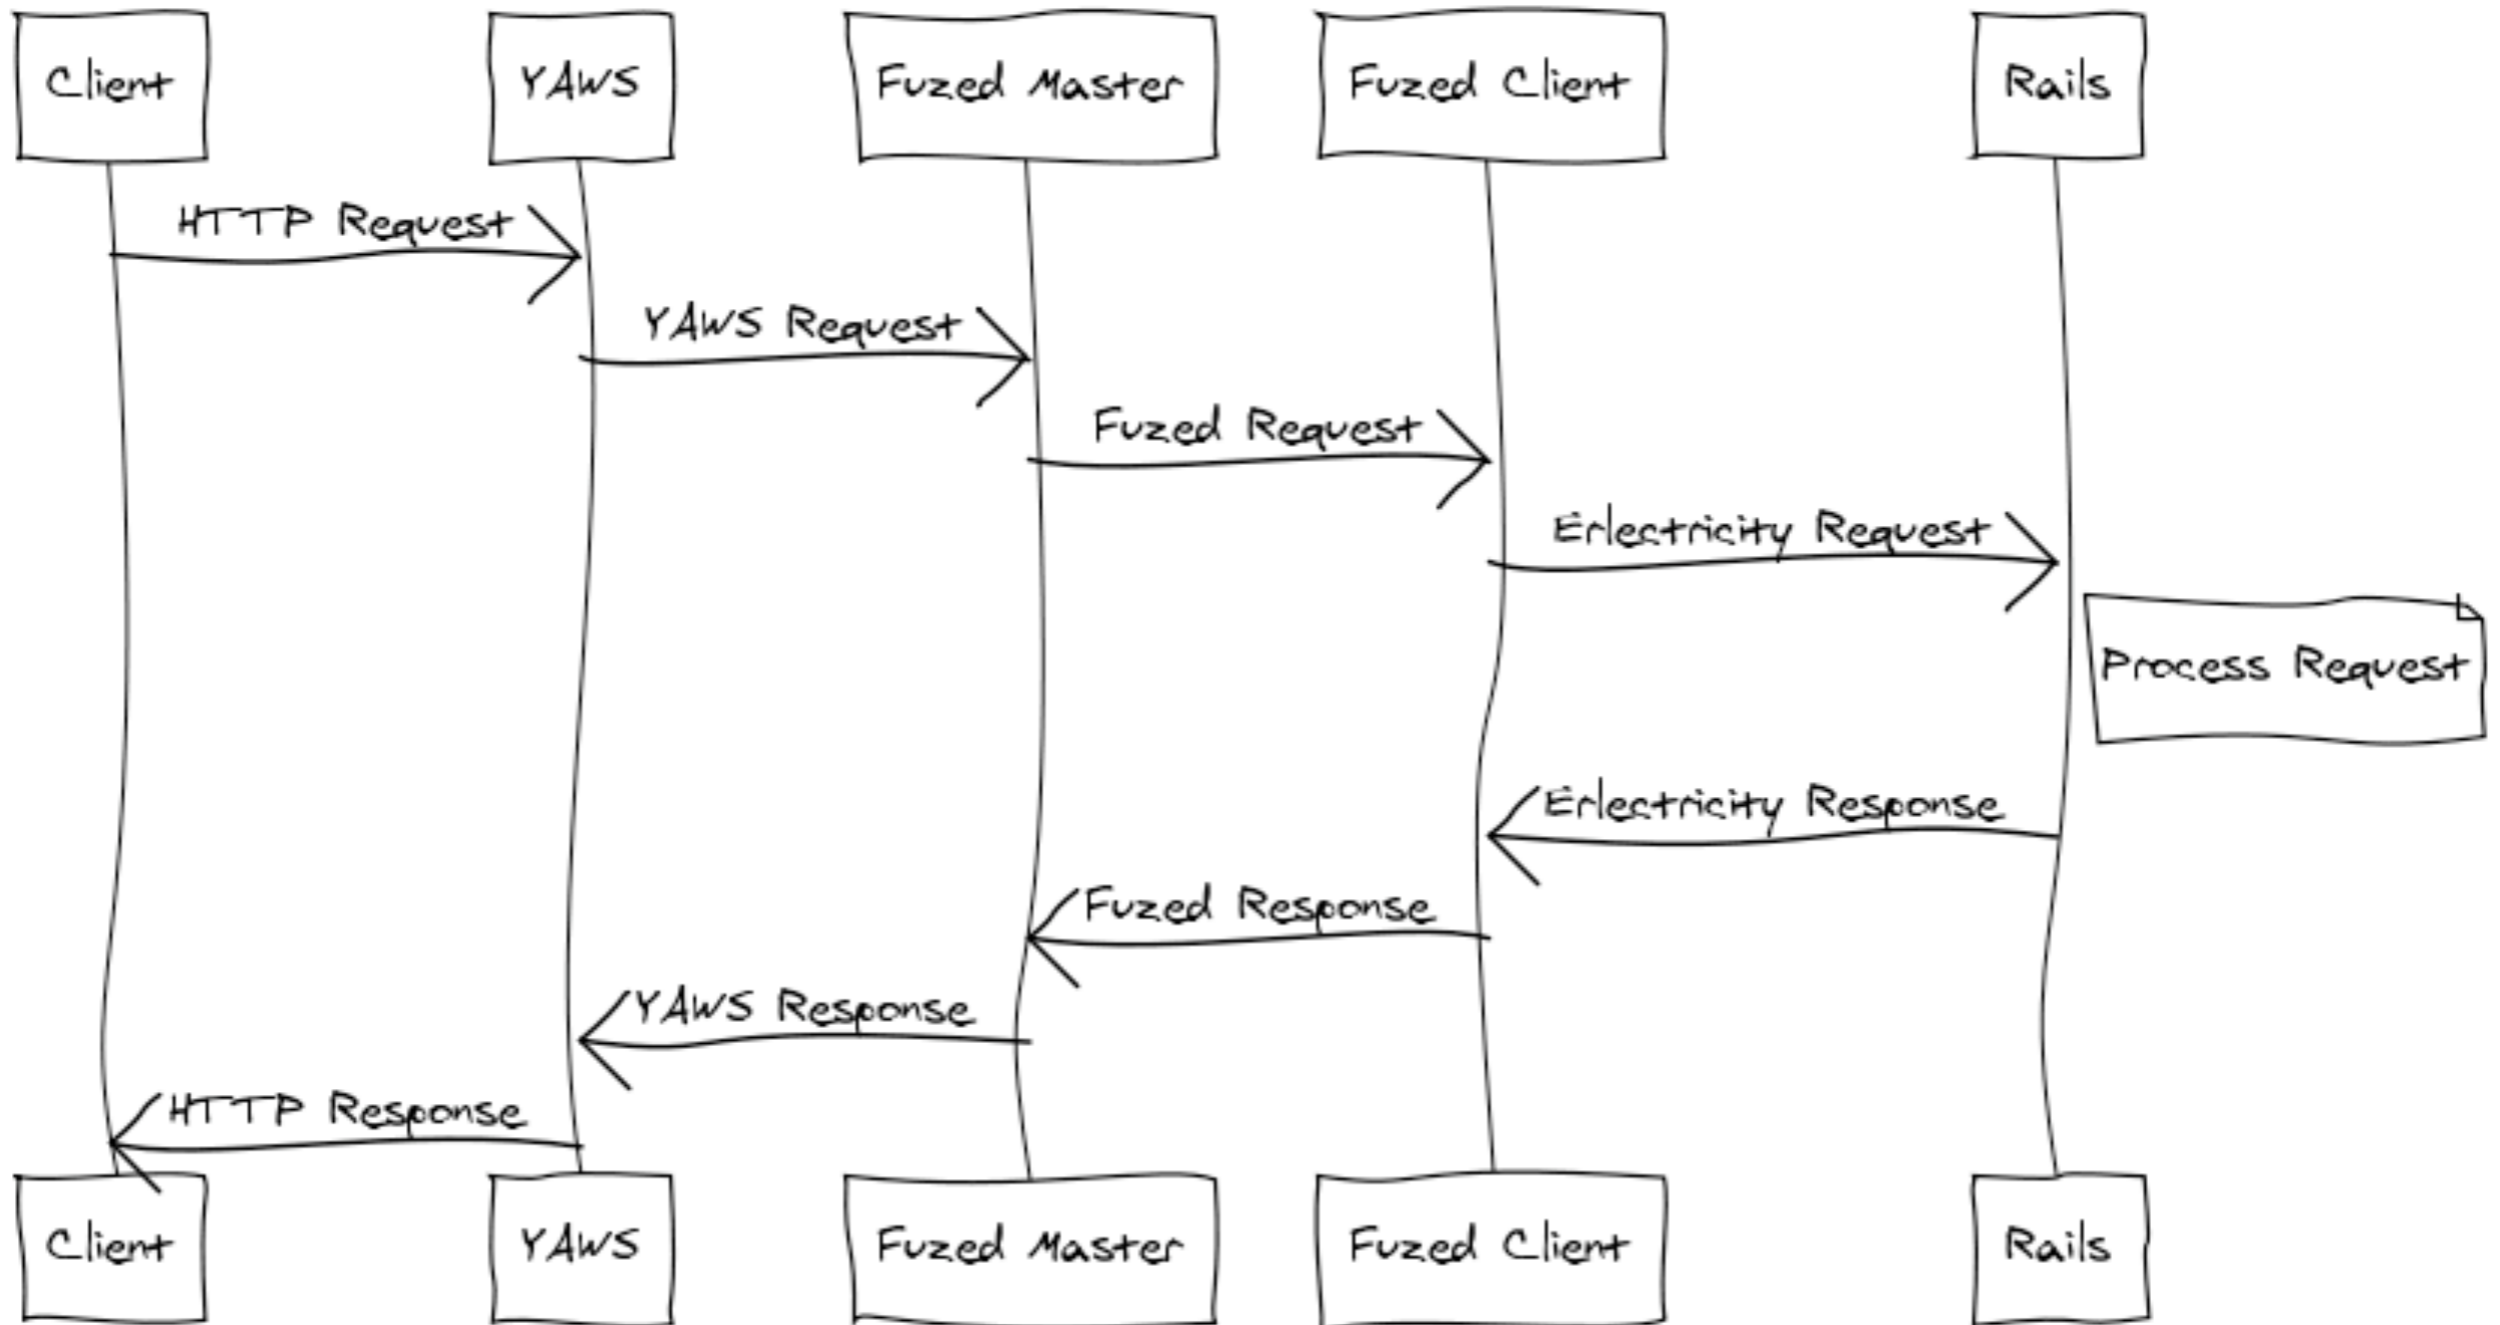 Client
YAWS
Fuzed Master
Fuzed Client
Rails
HTTP Request
YAWS Request
Fuzed Request
Erlectricity Request
Process Request
Erlectricity Response
Fuzed Response
YAWS Response
HTTP Response
Client
YAWS
Fuzed Master
Fuzed Client
Rails